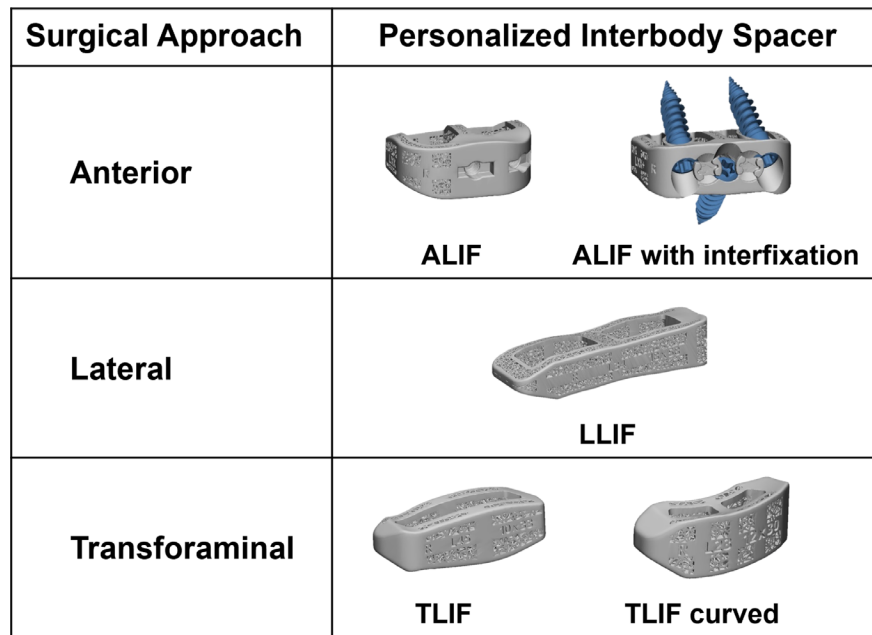 Surgical Approach
Personalized Interbody Spacer
Anterior
ALIF
ALIF with interfixation
Lateral
LLIF
Transforaminal
TLIF
TLIF curved